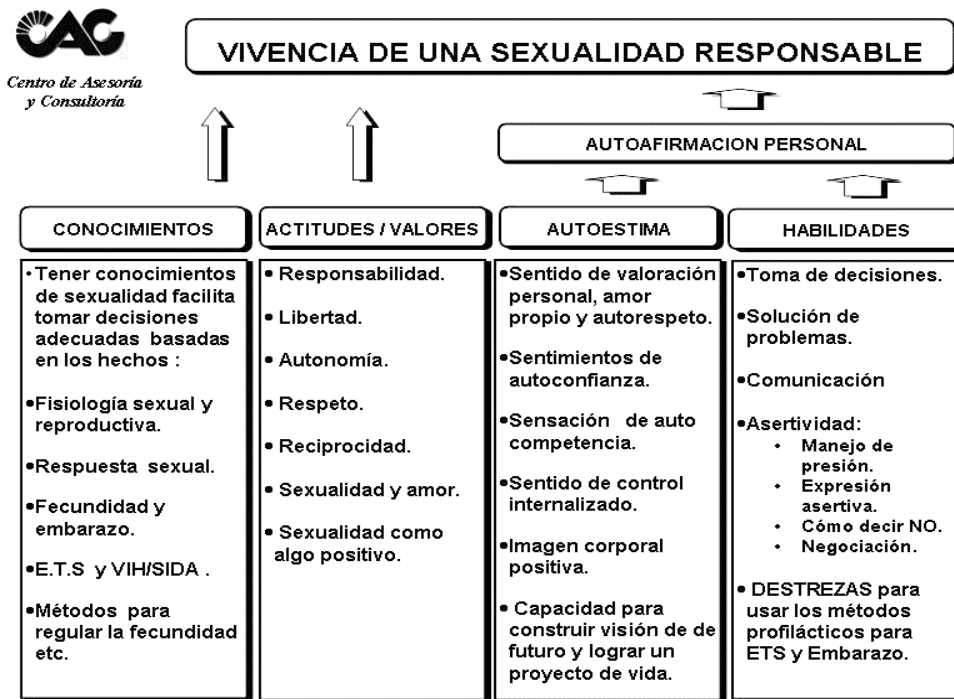 CAC
Centro de Asesoría
y Consultoría
VIVENCIA DE UNA SEXUALIDAD RESPONSABLE
AUTOAFIRMACION PERSONAL
CONOCIMIENTOS
• Tener conocimientos
de sexualidad facilita
tomar decisiones
adecuadas basadas
en los hechos :
•Fisiología sexual y
reproductiva.
•Respuesta sexual.
•Fecundidad y
embarazo.
•E.T.S y VIH/SIDA .
•Métodos para
regular la fecundidad
etc.
ACTITUDES / VALORES
• Responsabilidad.
• Libertad.
• Autonomía.
• Respeto.
• Reciprocidad.
• Sexualidad y amor.
• Sexualidad como
algo positivo.
AUTOESTIMA
•Sentido de valoración
personal, amor
propio y autorespeto.
•Sentimientos de
autoconfianza.
•Sensación de auto
competencia.
•Sentido de control
internalizado.
•Imagen corporal
positiva.
• Capacidad para
construir visión de de
futuro y lograr un
proyecto de vida.
HABILIDADES
•Toma de decisiones.
•Solución de
problemas.
•Comunicación
•Asertividad:
• Manejo de
presión.
• Expresión
asertiva.
• Cómo decir NO.
• Negociación.
• DESTREZAS para
usar los métodos
profilácticos para
ETS y Embarazo.